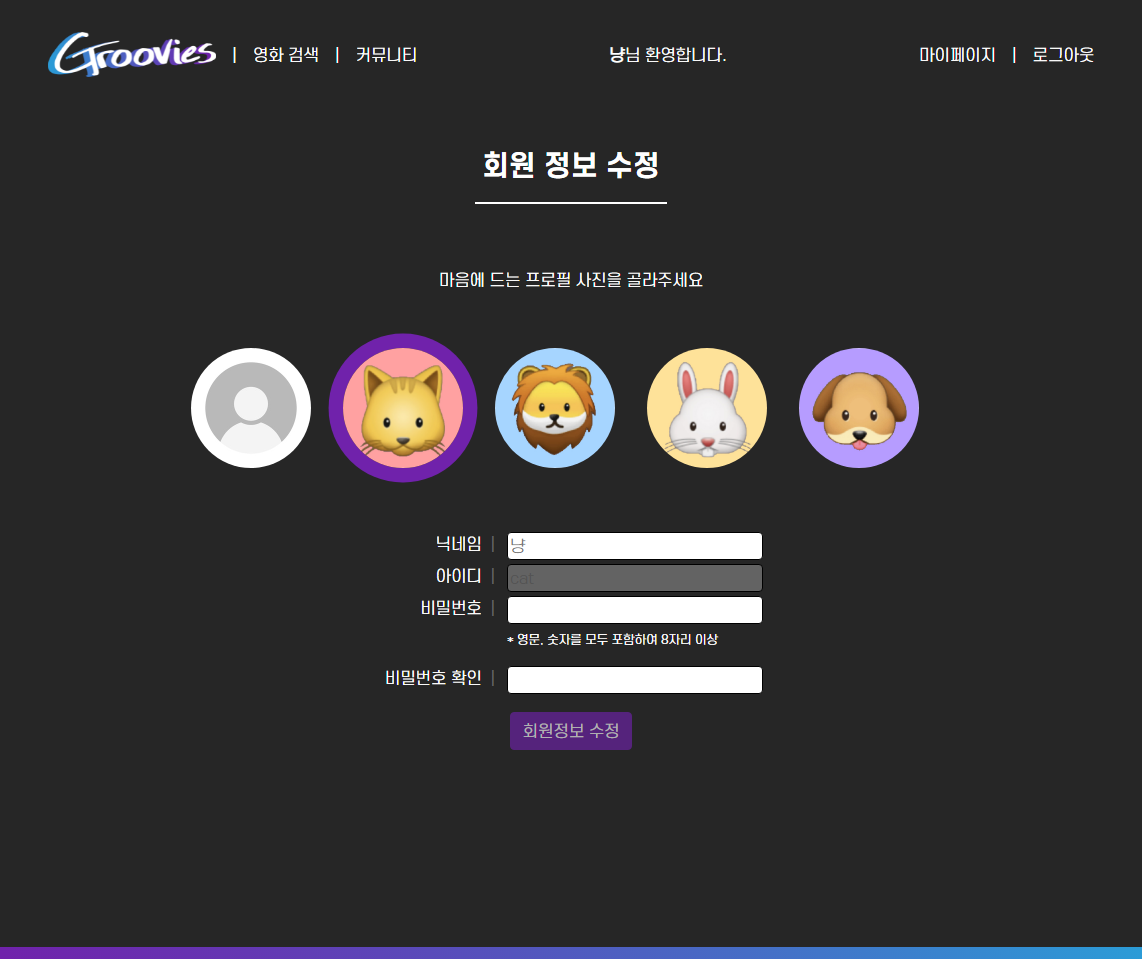 Groovies | 영화 검색 | 커뮤니티 냥님 환영합니다. 마이페이지 | 로그아웃
회원 정보 수정
마음에 드는 프로필 사진을 골라주세요
닉네임 | 냥
아이디 | cat
비밀번호 |
* 영문, 숫자를 모두 포함하여 8자리 이상
비밀번호 확인 |
회원정보 수정